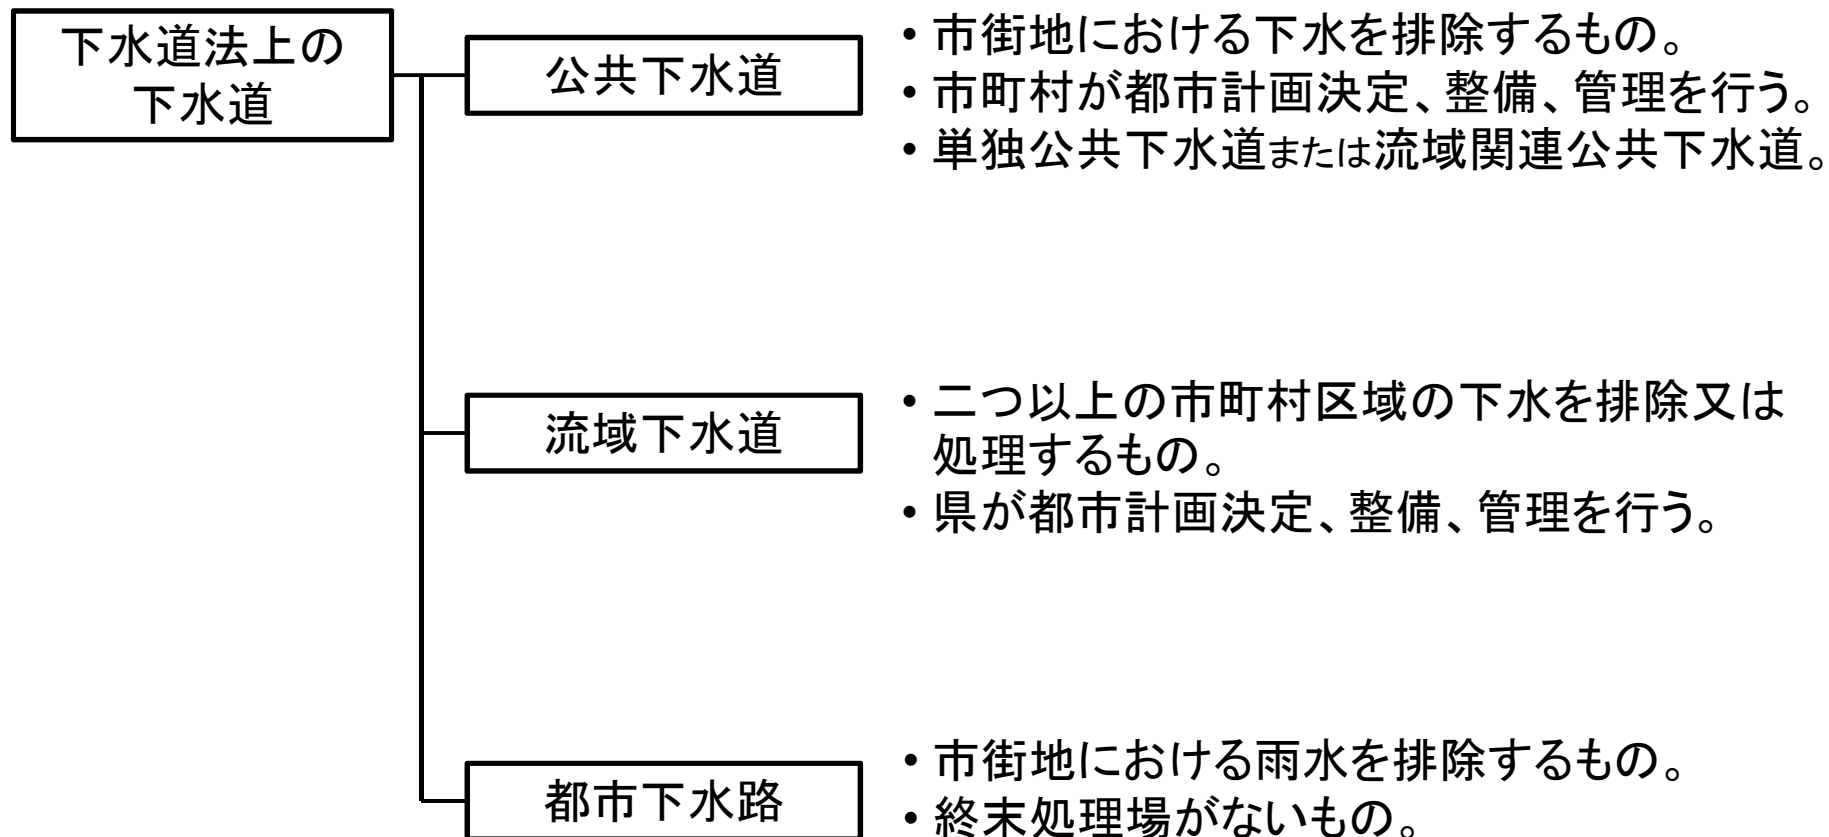 下水道法上の
下水道
公共下水道
・市街地における下水を排除するもの。
・市町村が都市計画決定、整備、管理を行う。
・単独公共下水道または流域関連公共下水道。
流域下水道
・二つ以上の市町村区域の下水を排除又は
処理するもの。
・県が都市計画決定、整備、管理を行う。
都市下水路
・市街地における雨水を排除するもの。
・終末処理場がないもの。